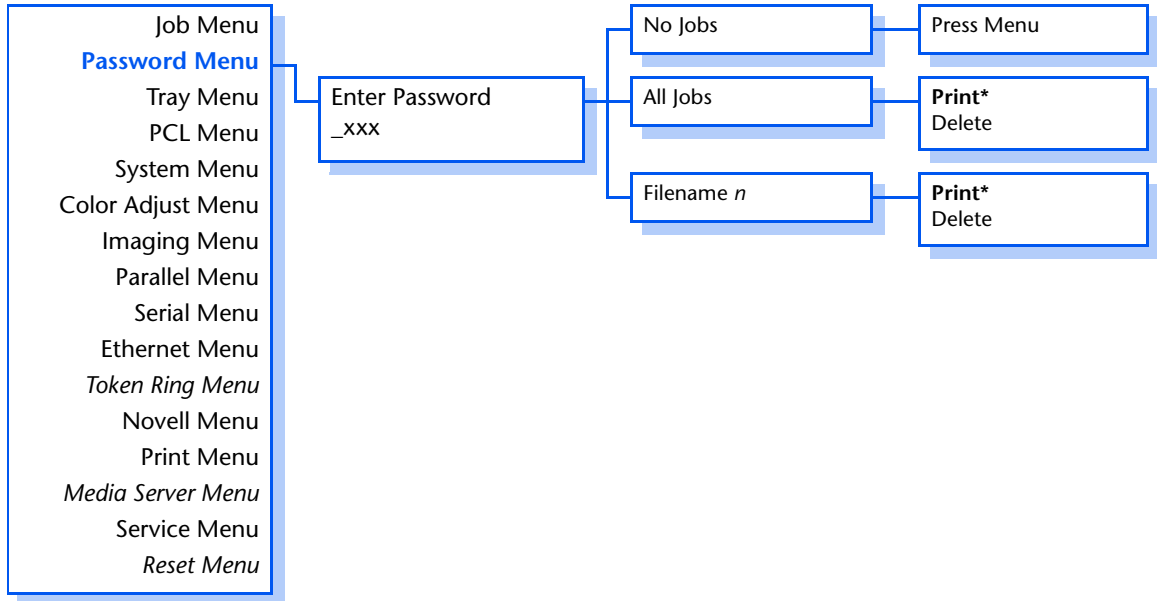 Job Menu
Password Menu
Tray Menu
PCL Menu
System Menu
Color Adjust Menu
Imaging Menu
Parallel Menu
Serial Menu
Ethernet Menu
Token Ring Menu
Novell Menu
Print Menu
Media Server Menu
Service Menu
Reset Menu
Enter Password
_xxx
No Jobs
Press Menu
All Jobs
Print*
Delete
Filename n
Print*
Delete